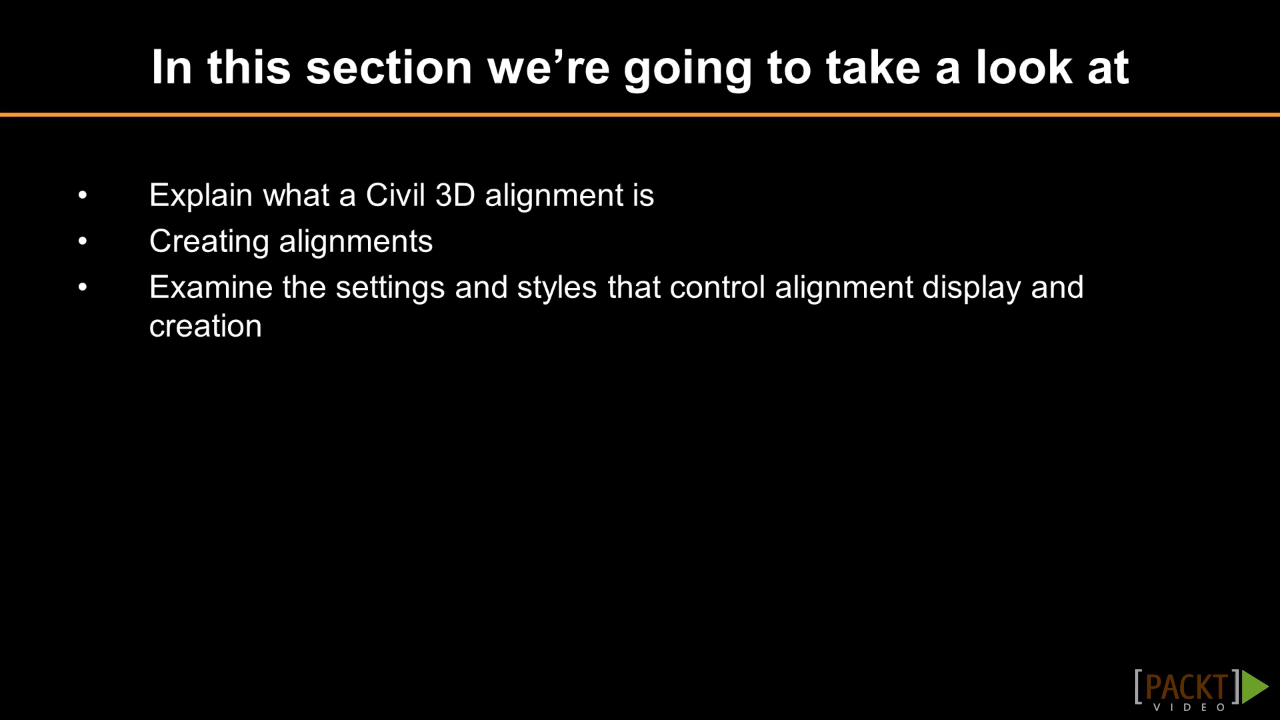 In this section we’re going to take a look at
• Explain what a Civil 3D alignment is
• Creating alignments
• Examine the settings and styles that control alignment display and
creation
[PACKT]
VIDEO